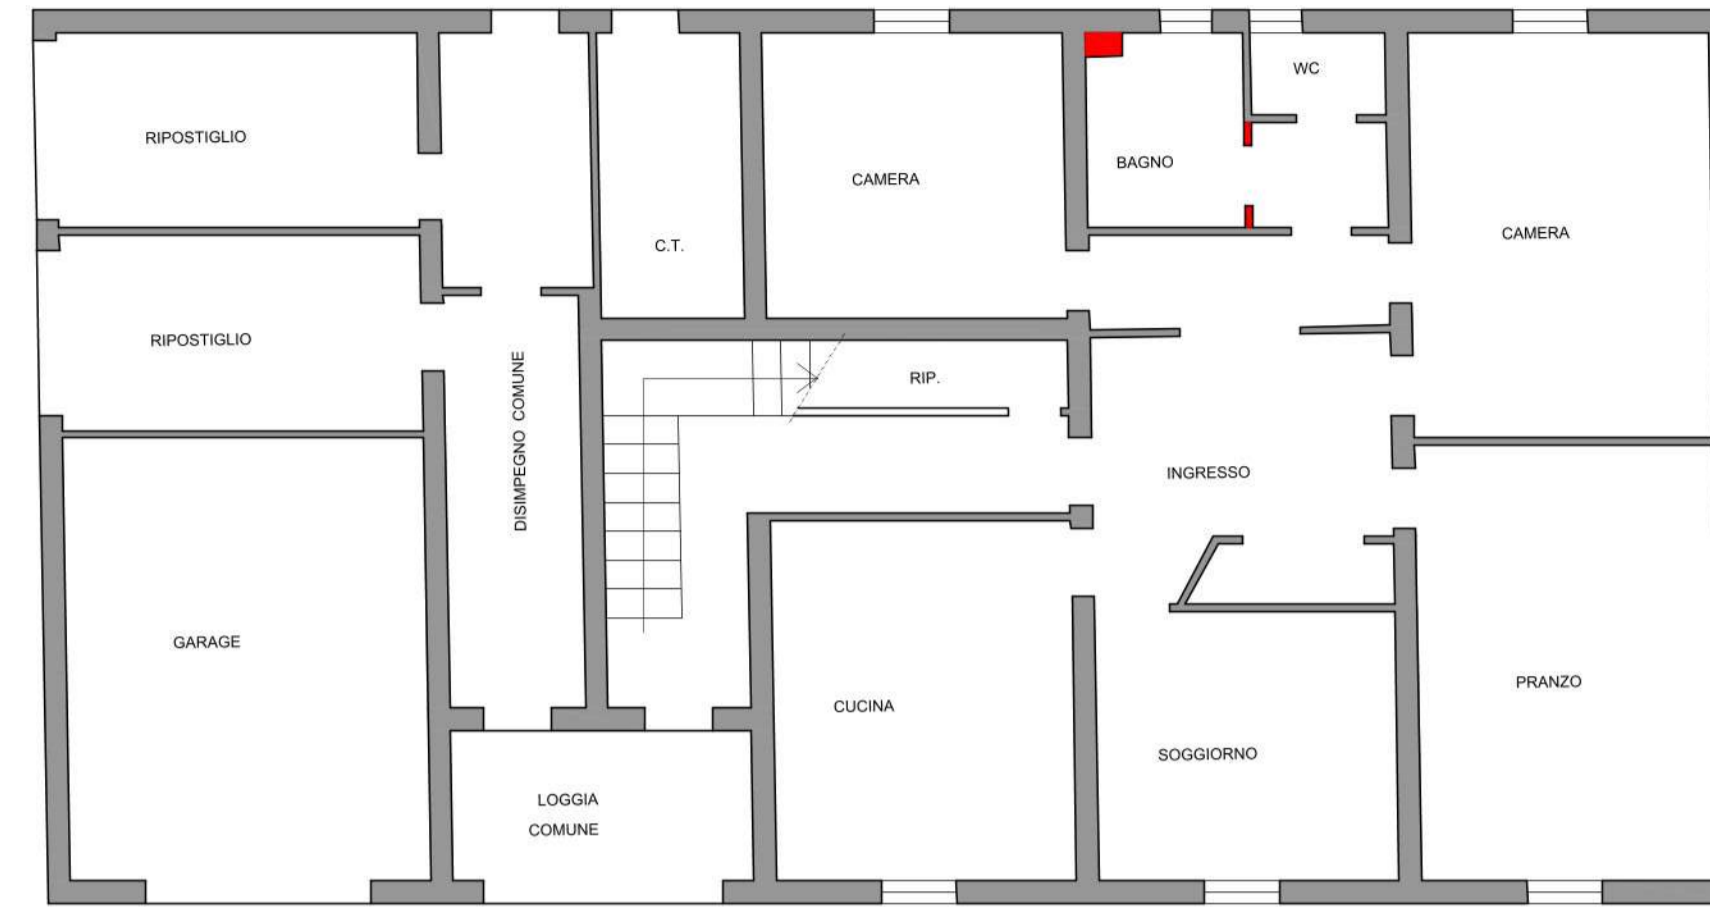 WC
RIPOSTIGLIO
BAGNO
CAMERA
CAMERA
C.T.
RIPOSTIGLIO
RIP.
DISIMPEGNO COMUNE
INGRESSO
GARAGE
PRANZO
CUCINA
SOGGIORNO
LOGGIA
COMUNE